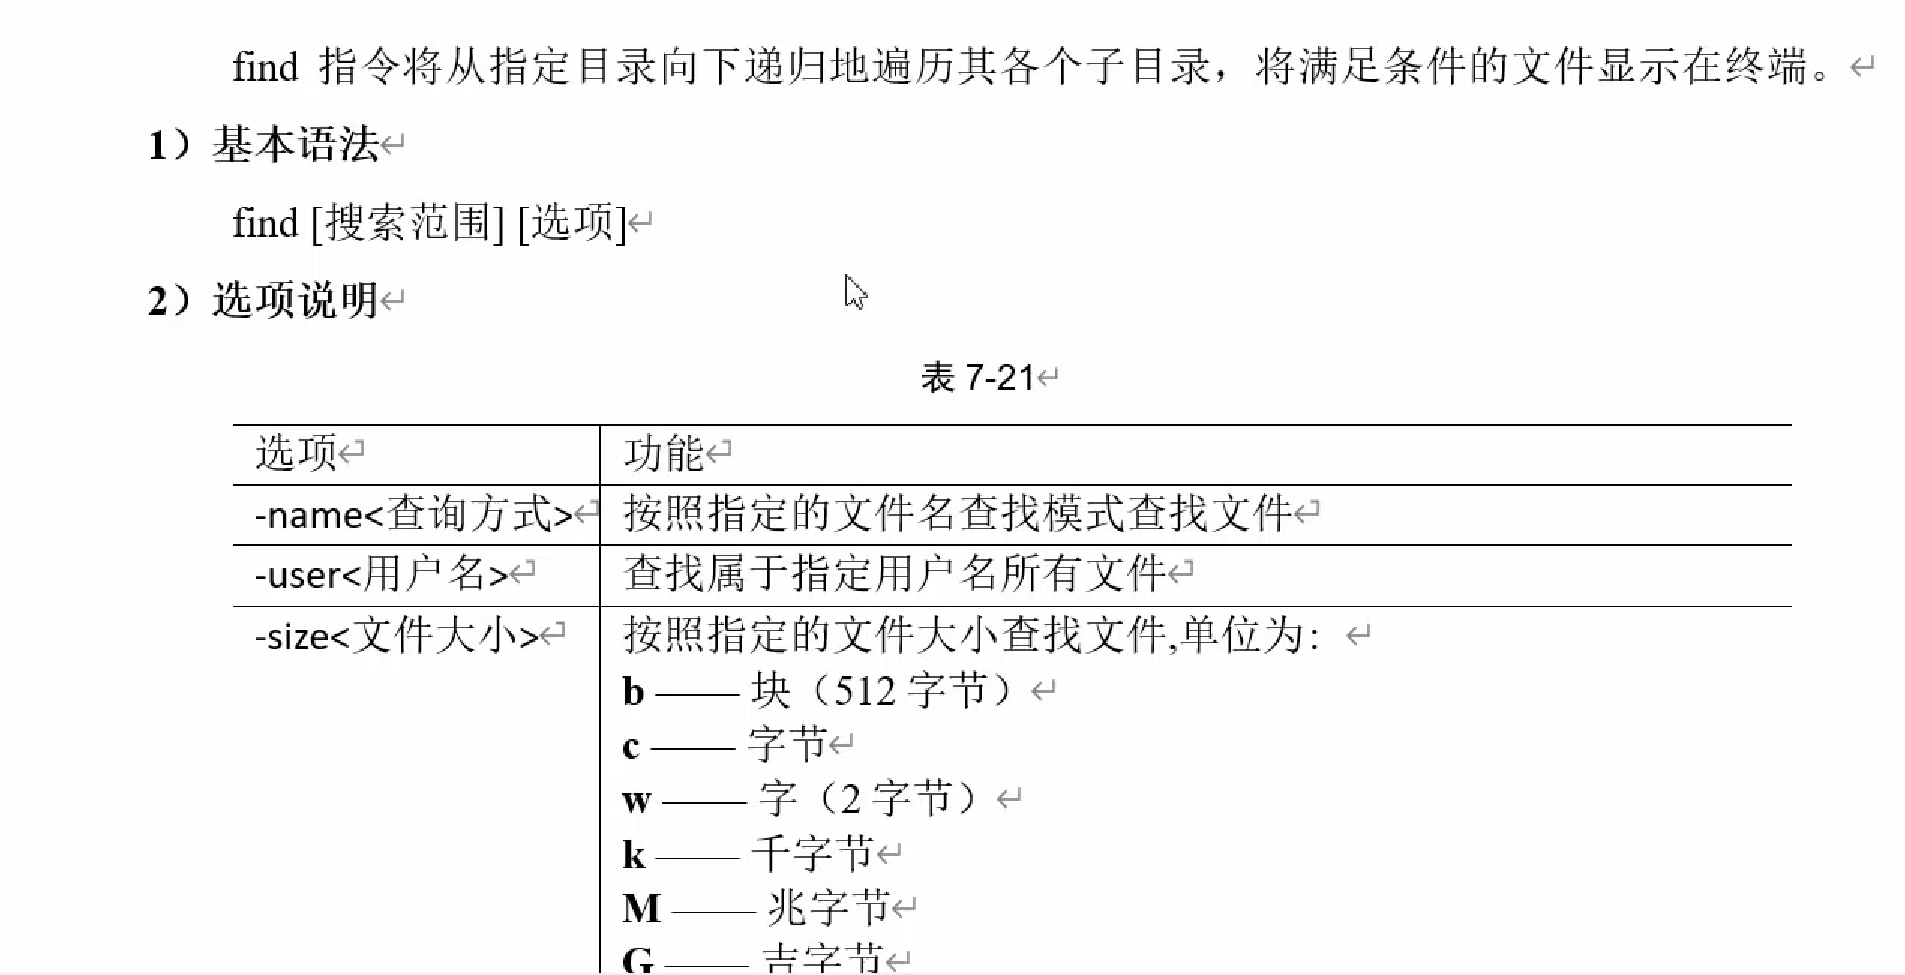 find 指令将从指定目录向下递归地遍历其各个子目录，将满足条件的文件显示在终端。
1）基本语法
find [搜索范围] [选项]
2）选项说明
表 7-21
选项 功能
-name<查询方式> 按照指定的文件名查找模式查找文件
-user<用户名> 查找属于指定用户名所有文件
-size<文件大小> 按照指定的文件大小查找文件,单位为:
b —— 块（512 字节）
c —— 字节
w —— 字（2 字节）
k —— 千字节
M —— 兆字节
G —— 吉字节